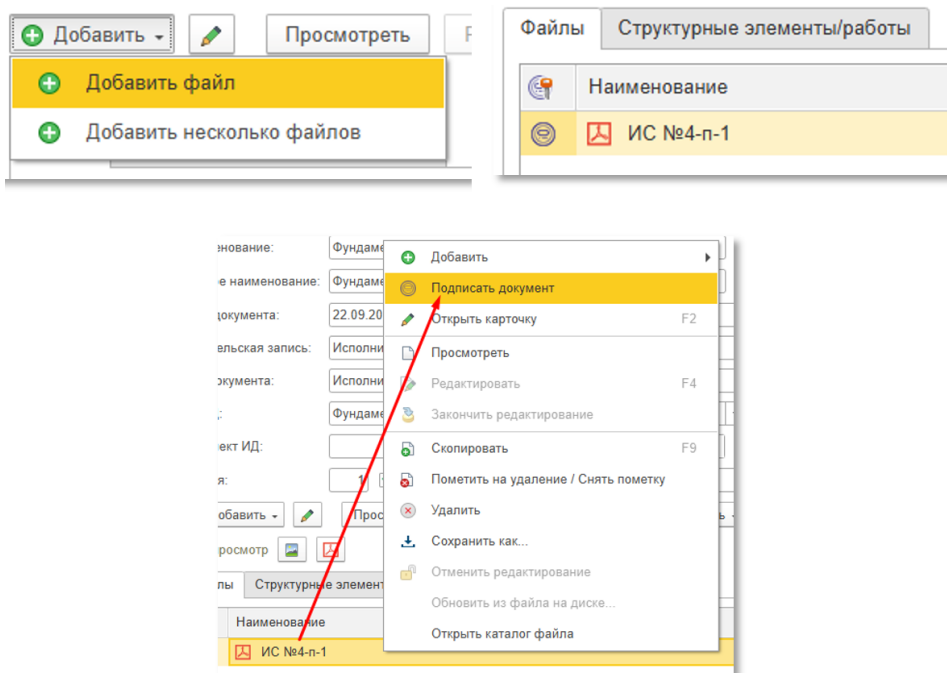 Добавить
Просмотреть
Добавить файл
Добавить несколько файлов
Файлы
Структурные элементы/работы
Наименование
ИС №4-п-1
енование:
Фундаме
ое наименование:
Фундаме
документа:
22.09.20
ельская запись:
Исполни
окумента:
Исполни
Фундаме
ект ИД:
я:
1
обавить
Прос
росмотр
лы
Структурные элемент
Наименование
ИС №4-п-1
Добавить
Подписать документ
Открыть карточку F2
Просмотреть
Редактировать F4
Закончить редактирование
Скопировать F9
Пометить на удаление / Снять пометку
Удалить
Сохранить как...
Отменить редактирование
Обновить из файла на диске...
Открыть каталог файла